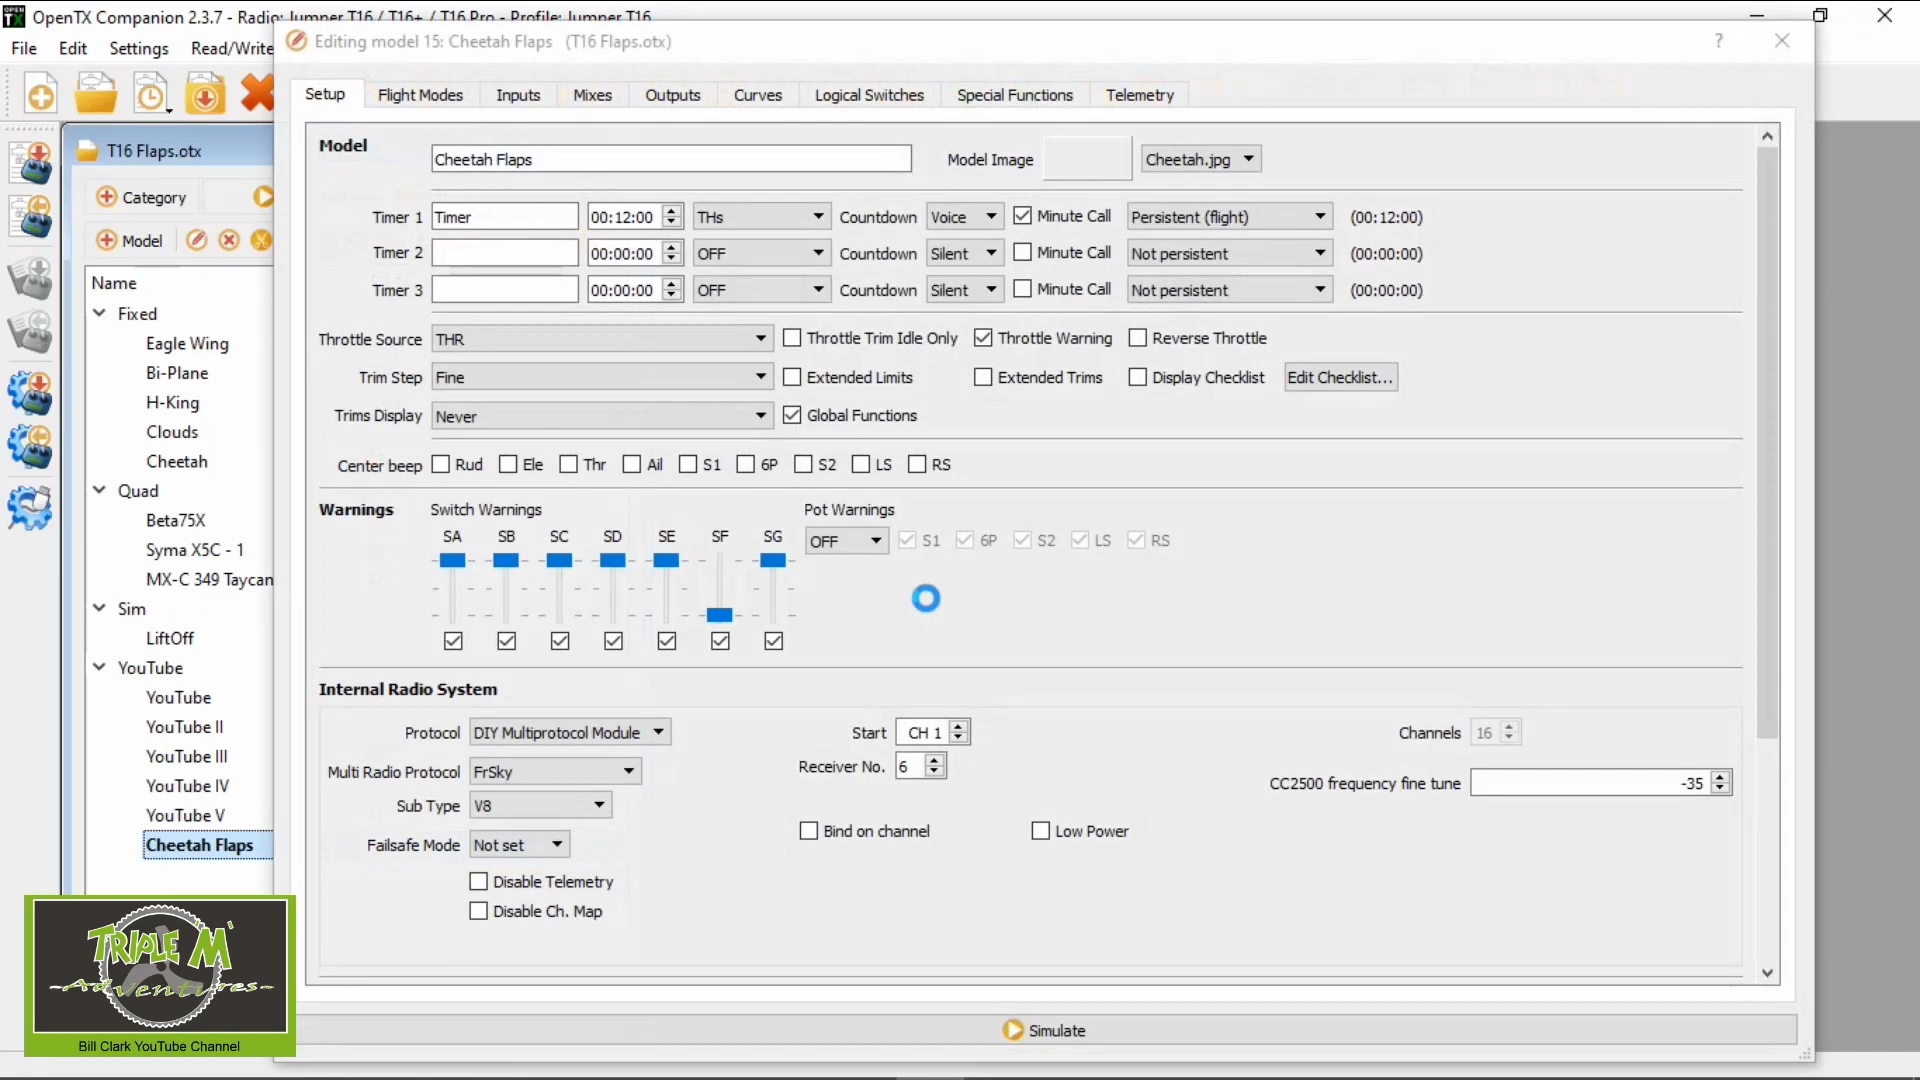 OpenTX Companion 2.3.7 - Radio: Jumper T16 / T16+ / T16 Pro - Profile: Jumper T16
File Edit Settings Read/Write
Editing model 15: Cheetah Flaps (T16 Flaps.otx)
?
Setup Flight Modes Inputs Mixes Outputs Curves Logical Switches Special Functions Telemetry
T16 Flaps.otx
Category
Model
Name
Fixed
Eagle Wing
Bi-Plane
H-King
Clouds
Cheetah
Quad
Beta75X
Syma X5C - 1
MX-C 349 Taycan
Sim
LiftOff
YouTube
YouTube
YouTube II
YouTube III
YouTube IV
YouTube V
Cheetah Flaps
Model Cheetah Flaps Model Image Cheetah.jpg
Timer 1 Timer 00:12:00 THs Countdown Voice Minute Call Persistent (flight) (00:12:00)
Timer 2 00:00:00 OFF Countdown Silent Minute Call Not persistent (00:00:00)
Timer 3 00:00:00 OFF Countdown Silent Minute Call Not persistent (00:00:00)
Throttle Source THR Throttle Trim Idle Only Throttle Warning Reverse Throttle
Trim Step Fine Extended Limits Extended Trims Display Checklist Edit Checklist...
Trims Display Never Global Functions
Center beep Rud Ele Thr Ail S1 6P S2 LS RS
Warnings Switch Warnings Pot Warnings
SA SB SC SD SE SF SG
OFF S1 6P S2 LS RS
Internal Radio System
Protocol DIY Multiprotocol Module Start CH 1 Channels 16
Multi Radio Protocol FrSky Receiver No. 6 CC2500 frequency fine tune -35
Sub Type V8
Failsafe Mode Not set Bind on channel Low Power
Disable Telemetry
Disable Ch. Map
Simulate
TRIPLE M
-Adventures-
Bill Clark YouTube Channel